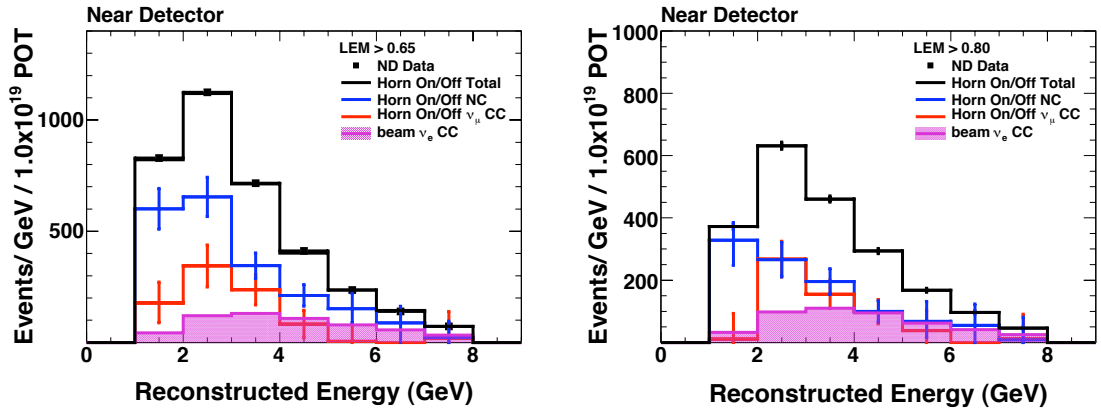 Near Detector
LEM > 0.65
ND Data
Horn On/Off Total
Horn On/Off NC
Horn On/Off νμ CC
beam νe CC
Events/ GeV / 1.0x10¹⁹ POT
1000
500
0 2 4 6 8
Reconstructed Energy (GeV)
Near Detector
LEM > 0.80
ND Data
Horn On/Off Total
Horn On/Off NC
Horn On/Off νμ CC
beam νe CC
Events/ GeV / 1.0x10¹⁹ POT
1000
800
600
400
200
0 2 4 6 8
Reconstructed Energy (GeV)